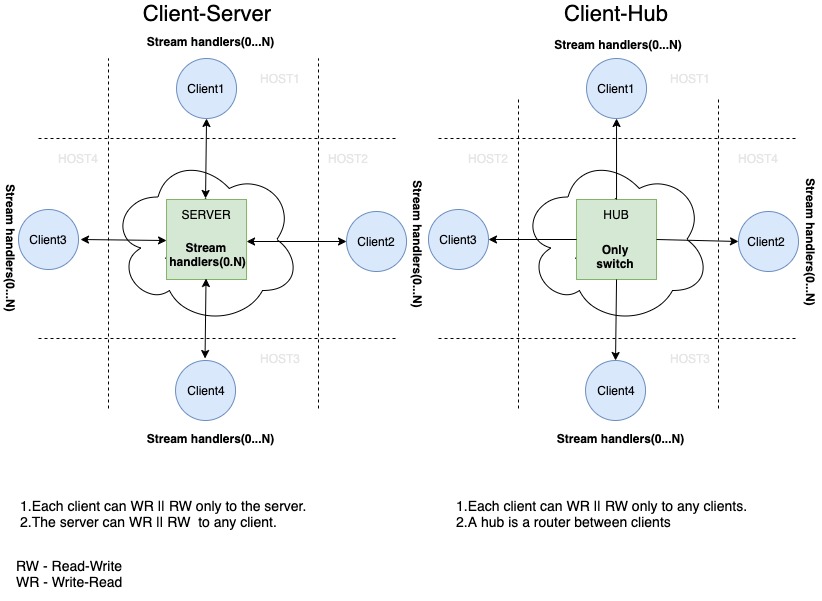 Client-Server
Stream handlers(0...N)
HOST1
Client1
HOST4
HOST2
SERVER
Stream
handlers(0.N)
Client3
Client2
Stream handlers(0...N)
Stream handlers(0...N)
HOST3
Client4
Stream handlers(0...N)
1.Each client can WR || RW only to the server.
2.The server can WR || RW  to any client.
RW - Read-Write
WR - Write-Read
Client-Hub
Stream handlers(0...N)
HOST1
Client1
HOST2
HOST4
HUB
Only
switch
Client3
Client2
Stream handlers(0...N)
HOST3
Client4
Stream handlers(0...N)
1.Each client can WR || RW only to any clients.
2.A hub is a router between clients